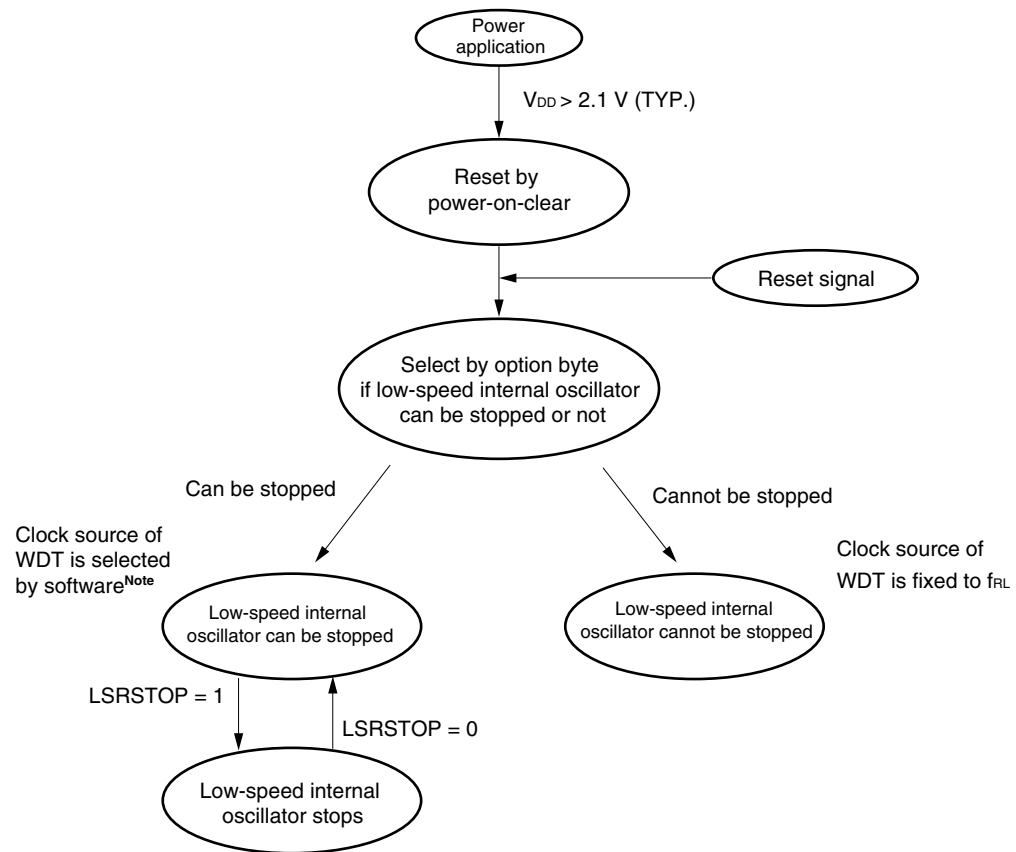 Power
application
VDD > 2.1 V (TYP.)
Reset by
power-on-clear
Reset signal
Select by option byte
if low-speed internal oscillator
can be stopped or not
Can be stopped
Cannot be stopped
Clock source of
WDT is selected
by softwareNote
Clock source of
WDT is fixed to fRL
Low-speed internal
oscillator can be stopped
Low-speed internal
oscillator cannot be stopped
LSRSTOP = 1
LSRSTOP = 0
Low-speed internal
oscillator stops